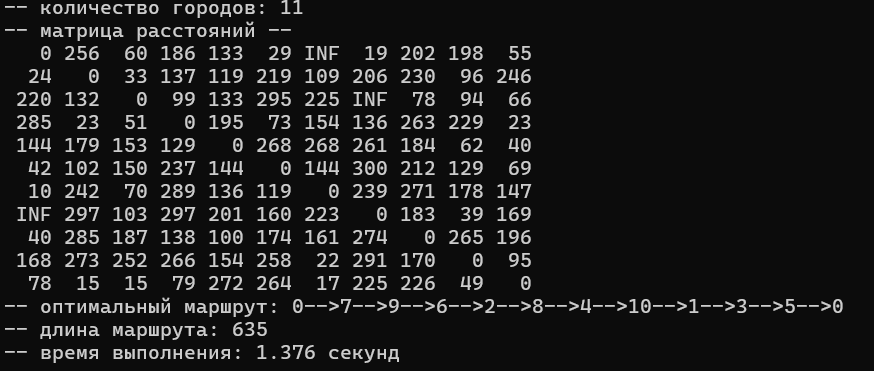 -- количество городов: 11
-- матрица расстояний --
0 256 60 186 133 29 INF 19 202 198 55
24 0 33 137 119 219 109 206 230 96 246
220 132 0 99 133 295 225 INF 78 94 66
285 23 51 0 195 73 154 136 263 229 23
144 179 153 129 0 268 268 261 184 62 40
42 102 150 237 144 0 144 300 212 129 69
10 242 70 289 136 119 0 239 271 178 147
INF 297 103 297 201 160 223 0 183 39 169
40 285 187 138 100 174 161 274 0 265 196
168 273 252 266 154 258 22 291 170 0 95
78 15 15 79 272 264 17 225 226 49 0
-- оптимальный маршрут: 0-->7-->9-->6-->2-->8-->4-->10-->1-->3-->5-->0
-- длина маршрута: 635
-- время выполнения: 1.376 секунд